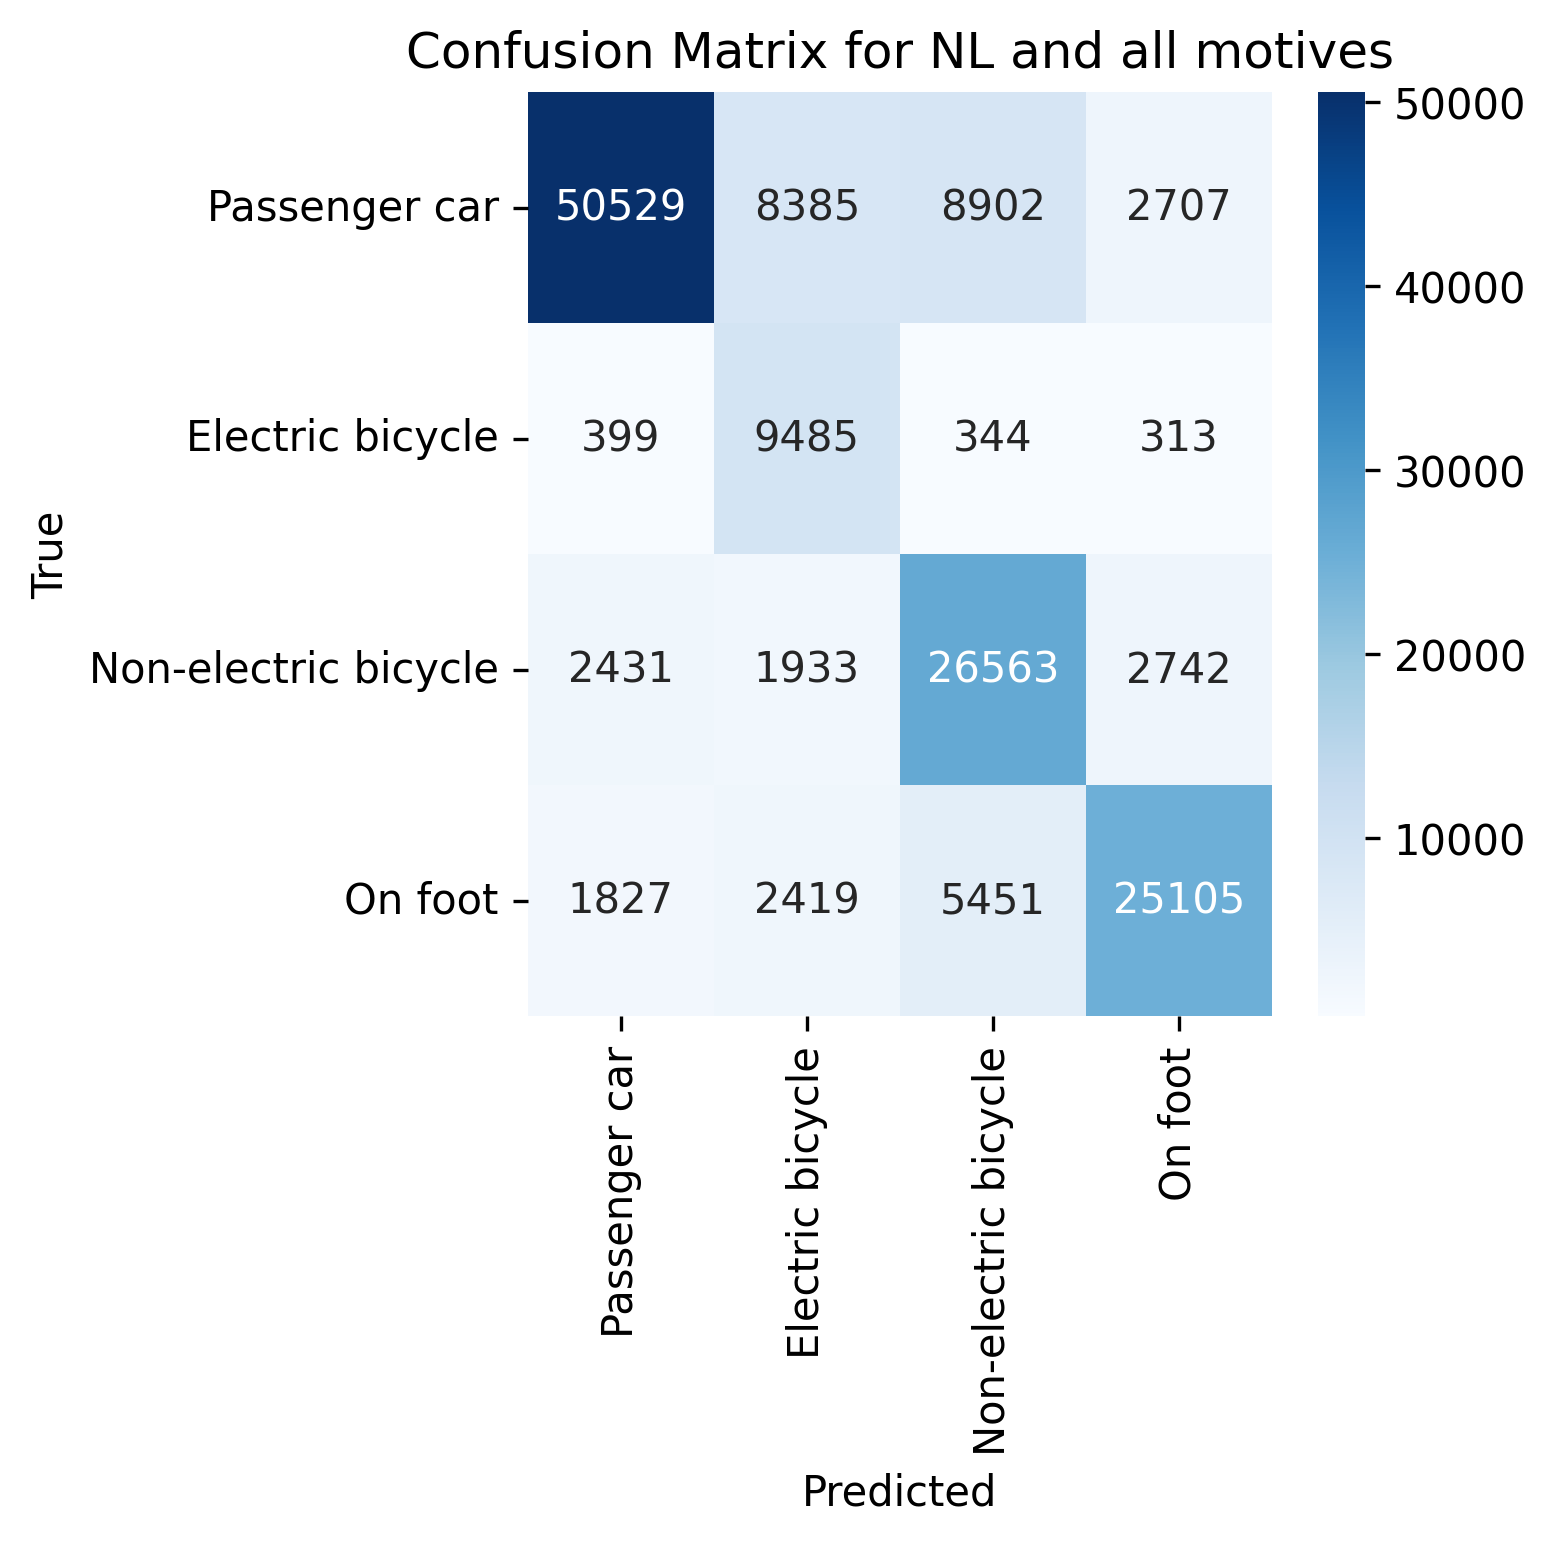 Confusion Matrix for NL and all motives
Passenger car 50529 8385 8902 2707
Electric bicycle 399 9485 344 313
Non-electric bicycle 2431 1933 26563 2742
On foot 1827 2419 5451 25105
True
Passenger car
Electric bicycle
Non-electric bicycle
On foot
Predicted
50000
40000
30000
20000
10000